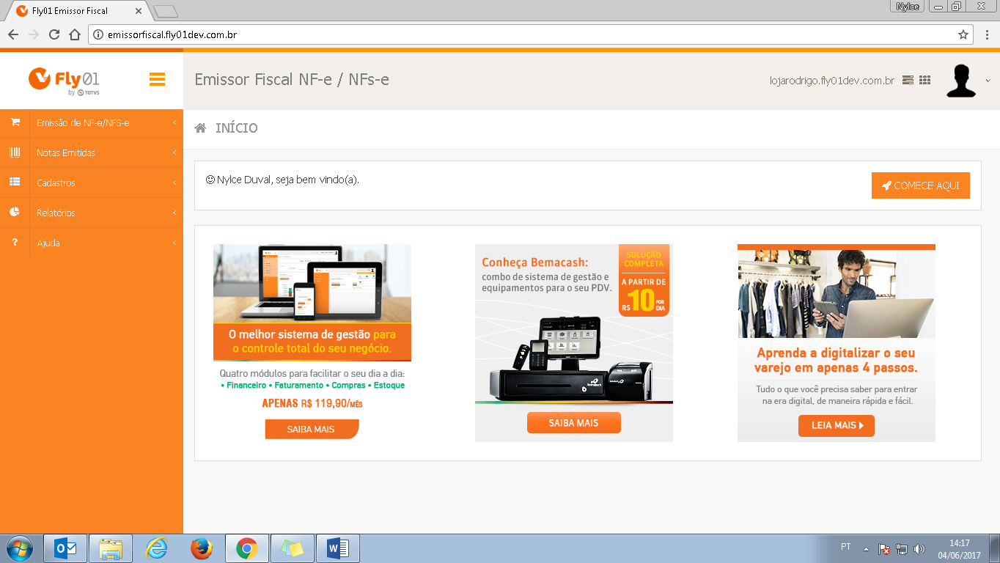 Fly01 Emissor Fiscal
Nylce
emissorfiscal.fly01dev.com.br
Fly01
by TOTVS
Emissor Fiscal NF-e / NFs-e
lojarodrigo.fly01dev.com.br
INÍCIO
Emissão de NF-e/NFS-e
Notas Emitidas
Cadastros
Relatórios
Ajuda
Nylce Duval, seja bem vindo(a).
COMECE AQUI
O melhor sistema de gestão para
o controle total do seu negócio.
Quatro módulos para facilitar o seu dia a dia:
• Financeiro • Faturamento • Compras • Estoque
APENAS R$ 119,90/MÊS
SAIBA MAIS
Conheça Bemacash:
combo de sistema de gestão e
equipamentos para o seu PDV.
SOLUÇÃO
COMPLETA
A PARTIR DE
R$ 10 POR DIA
bematech
SAIBA MAIS
Aprenda a digitalizar o seu
varejo em apenas 4 passos.
Tudo o que você precisa saber para entrar
na era digital, de maneira rápida e fácil.
LEIA MAIS
PT
14:17
04/06/2017